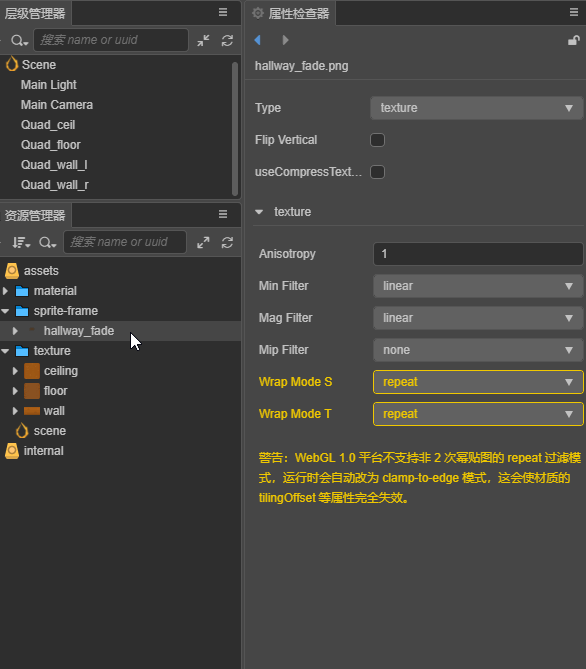 层级管理器
搜索 name or uuid
Scene
Main Light
Main Camera
Quad_ceil
Quad_floor
Quad_wall_l
Quad_wall_r
资源管理器
搜索 name or uuid
assets
material
sprite-frame
hallway_fade
texture
ceiling
floor
wall
scene
internal
属性检查器
hallway_fade.png
Type
texture
Flip Vertical
useCompressText...
texture
Anisotropy
1
Min Filter
linear
Mag Filter
linear
Mip Filter
none
Wrap Mode S
repeat
Wrap Mode T
repeat
警告：WebGL 1.0 平台不支持非 2 次幂贴图的 repeat 过滤模
式，运行时会自动改为 clamp-to-edge 模式，这会使材质的
tilingOffset 等属性完全失效。